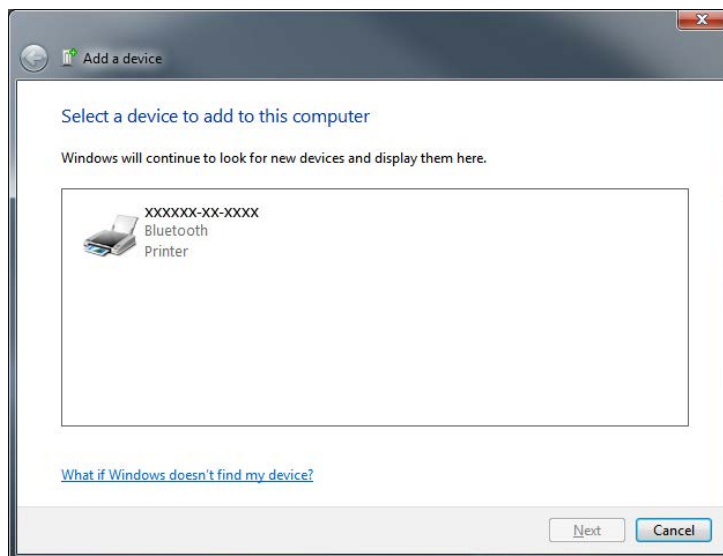 Add a device
Select a device to add to this computer
Windows will continue to look for new devices and display them here.
XXXXXX-XX-XXXX
Bluetooth
Printer
What if Windows doesn't find my device?
Next
Cancel